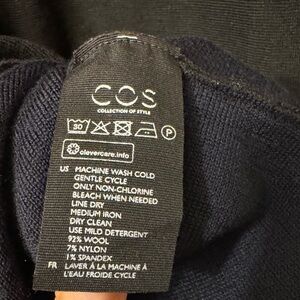 COS
COLLECTION OF STYLE
30 P
clevercare.info
US MACHINE WASH COLD
GENTLE CYCLE
ONLY NON-CHLORINE
BLEACH WHEN NEEDED
LINE DRY
MEDIUM IRON
DRY CLEAN
USE MILD DETERGENT
92% WOOL
7% NYLON
1% SPANDEX
FR LAVER À LA MACHINE À
L'EAU FROIDE CYCLE